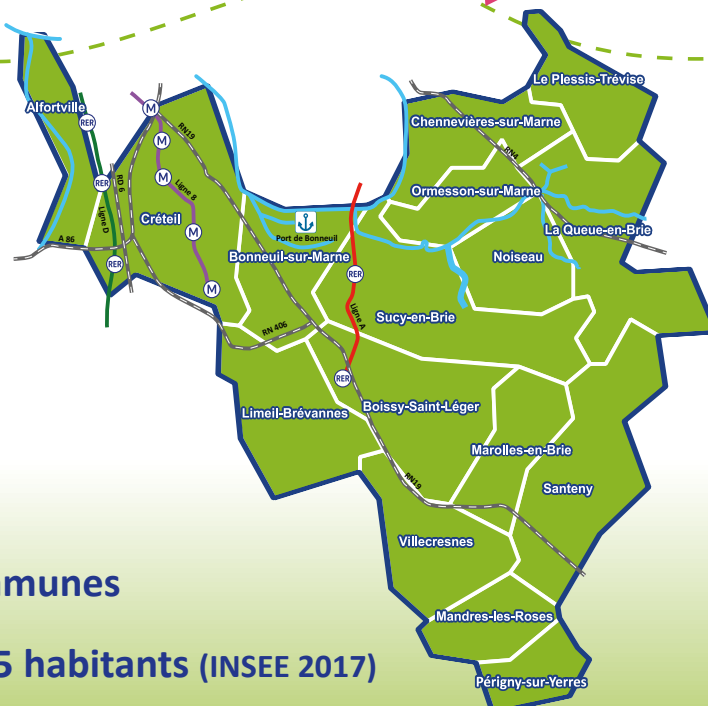 Le Plessis-Trévise
Alfortville
Chennevières-sur-Marne
RER
M
RN19
M
RN4
RER
RD 6
M
Ligne 8
Ormesson-sur-Marne
Ligne D
Créteil
Port de Bonneuil
La Queue-en-Brie
A 86
M
Bonneuil-sur-Marne
Noiseau
RER
RER
M
Ligne A
Sucy-en-Brie
RN 406
RER
Limeil-Brévannes
Boissy-Saint-Léger
Marolles-en-Brie
RN19
Santeny
Villecresnes
Mandres-les-Roses
Périgny-sur-Yerres
munes
5 habitants (INSEE 2017)